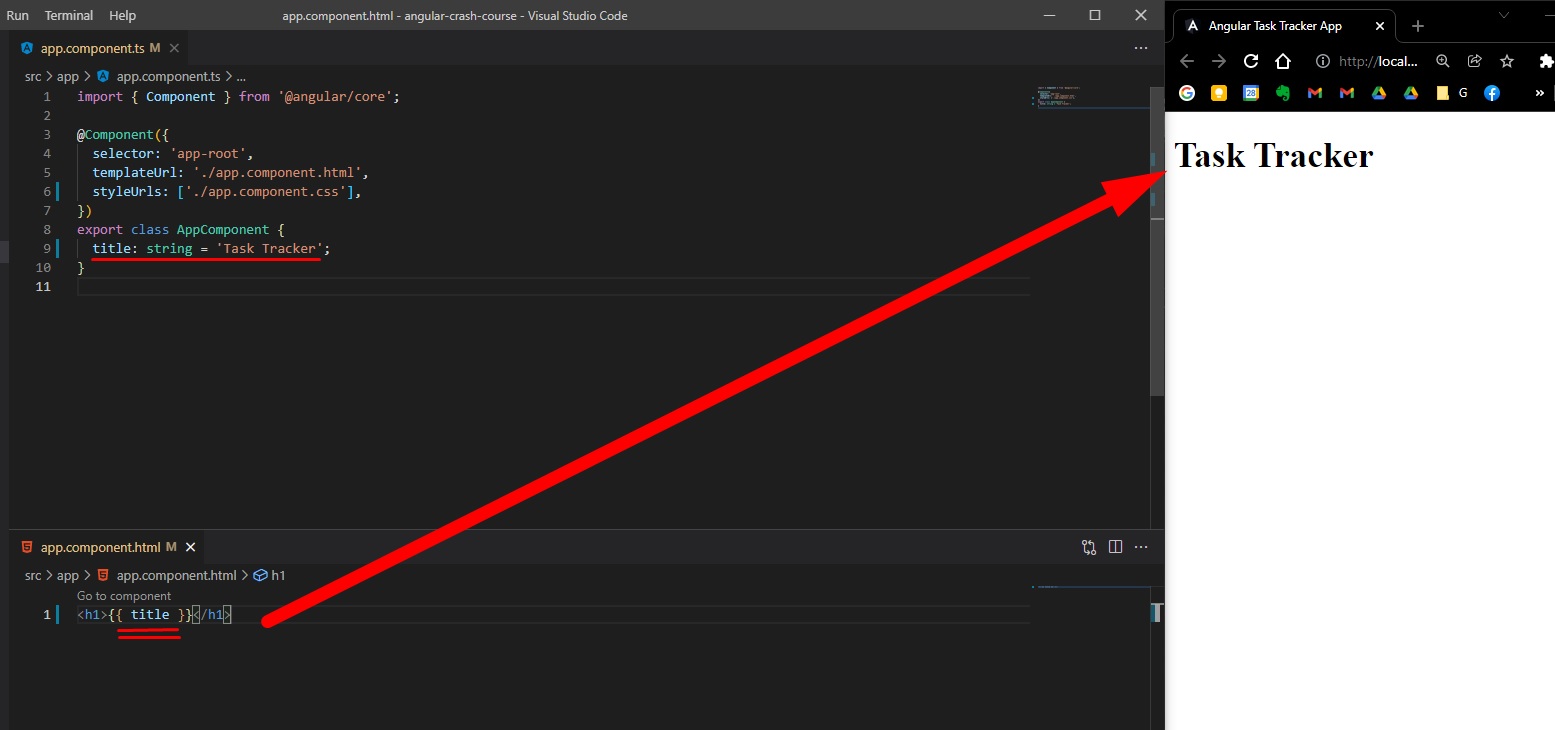 Run Terminal Help app.component.html - angular-crash-course - Visual Studio Code
app.component.ts M
src > app > app.component.ts > ...
1 import { Component } from '@angular/core';
2
3 @Component({
4 selector: 'app-root',
5 templateUrl: './app.component.html',
6 styleUrls: ['./app.component.css'],
7 })
8 export class AppComponent {
9 title: string = 'Task Tracker';
10 }
11
app.component.html M
src > app > app.component.html > h1
Go to component
1 <h1>{{ title }}</h1>
Angular Task Tracker App
http://local...
28 G »
Task Tracker